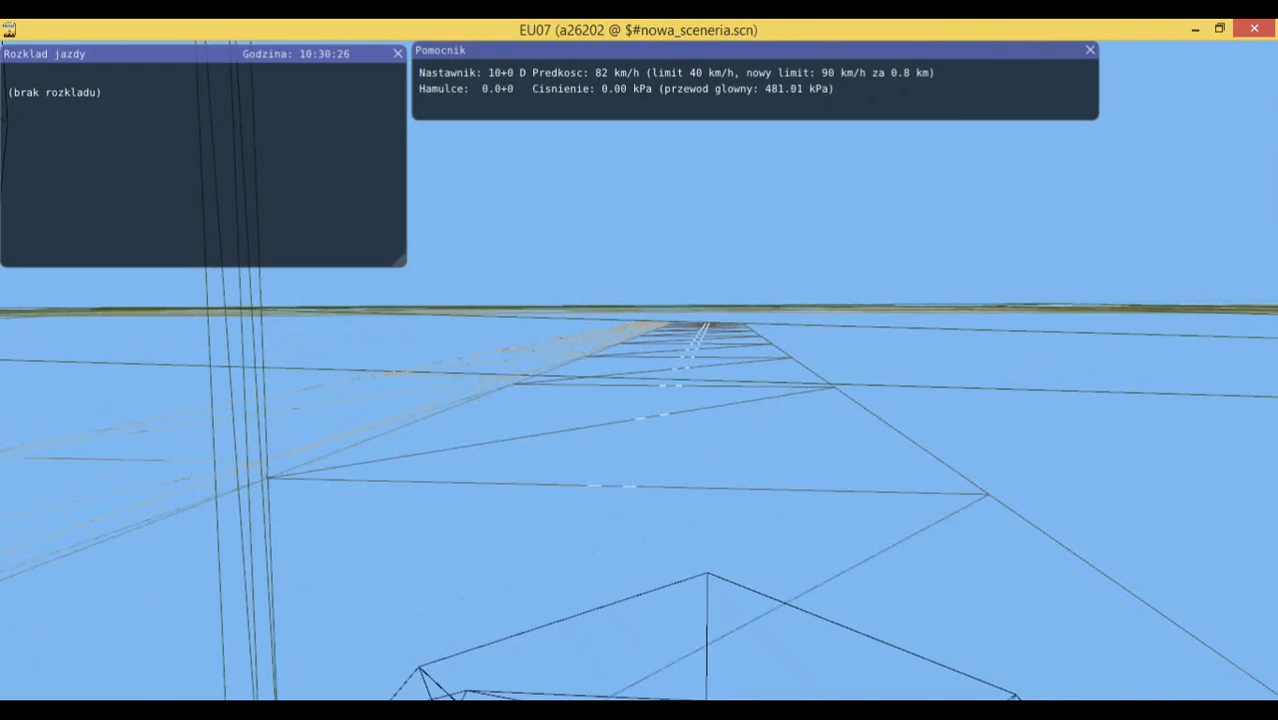 EU07 (a26202 @ $#nowa_sceneria.scn)
Rozklad jazdy Godzina: 10:30:26
(brak rozkladu)
Pomocnik
Nastawnik: 10+0 D Predkosc: 82 km/h (limit 40 km/h, nowy limit: 90 km/h za 0.8 km)
Hamulce: 0.0+0 Cisnienie: 0.00 kPa (przewod glowny: 481.01 kPa)